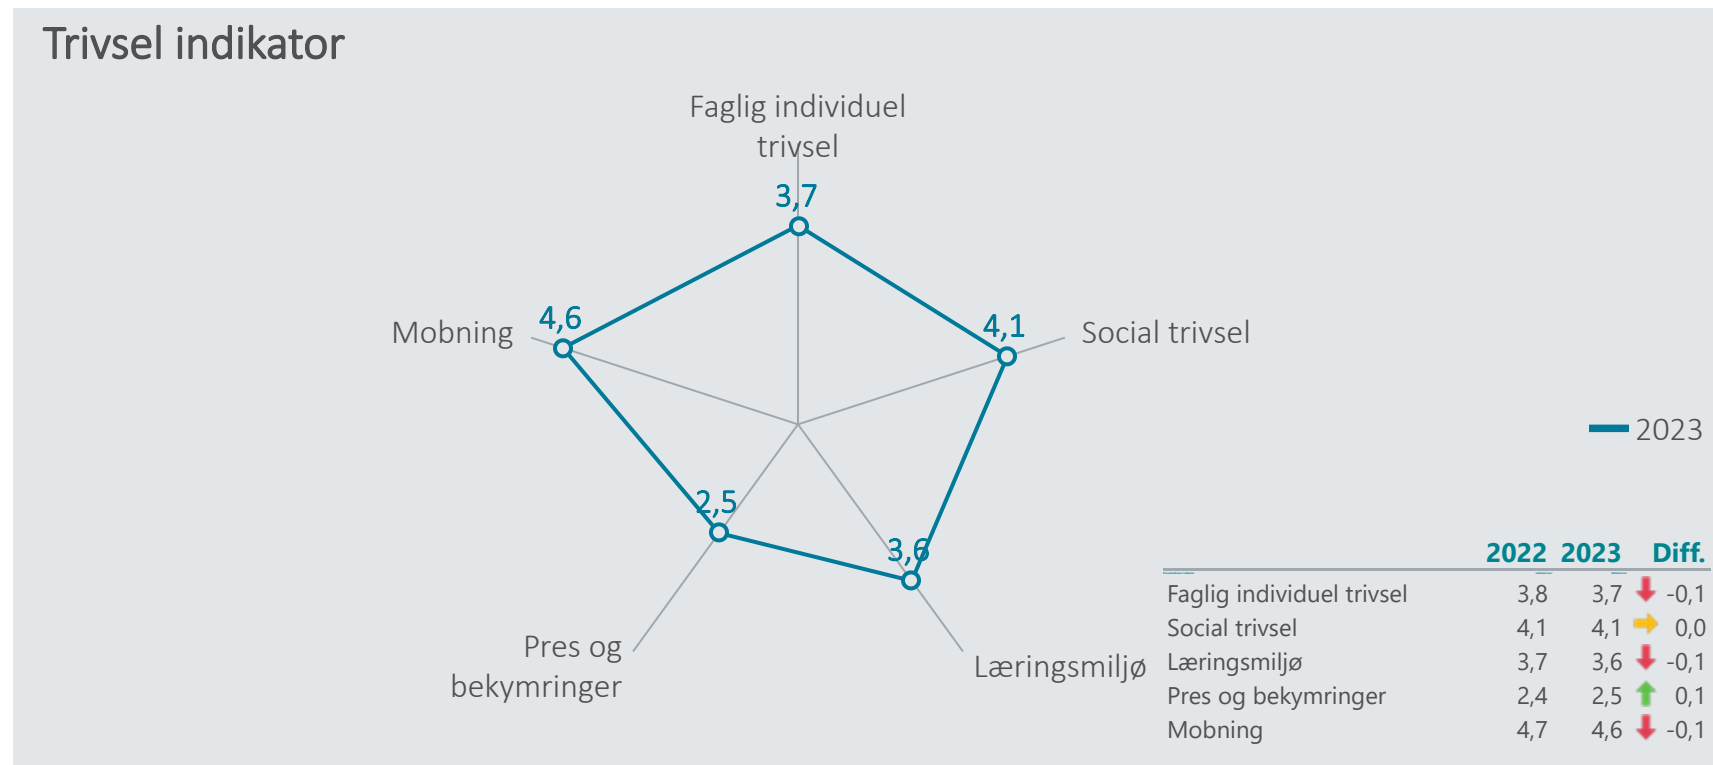 Trivsel indikator
Faglig individuel
trivsel
3,7
4,6
4,1
Mobning
Social trivsel
2023
2,5
3,6
Pres og
bekymringer
Læringsmiljø
2022 2023 Diff.
Faglig individuel trivsel 3,8 3,7 -0,1
Social trivsel 4,1 4,1 0,0
Læringsmiljø 3,7 3,6 -0,1
Pres og bekymringer 2,4 2,5 0,1
Mobning 4,7 4,6 -0,1